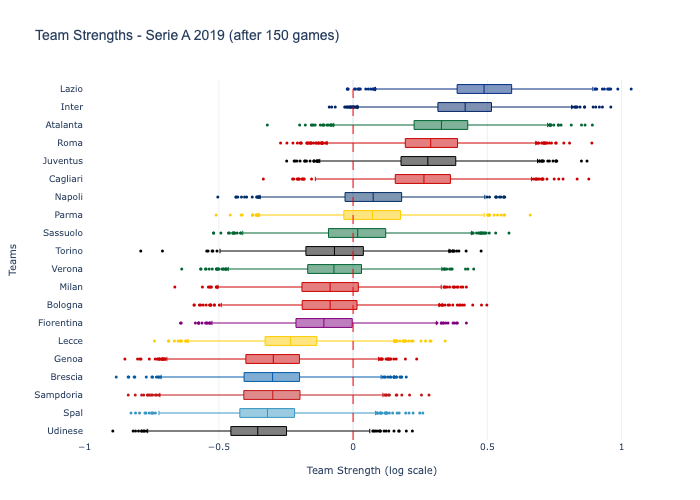 Team Strengths - Serie A 2019 (after 150 games)
Lazio
Inter
Atalanta
Roma
Juventus
Cagliari
Napoli
Parma
Sassuolo
Torino
Verona
Milan
Bologna
Fiorentina
Lecce
Genoa
Brescia
Sampdoria
Spal
Udinese
Teams
−1 −0.5 0 0.5 1
Team Strength (log scale)